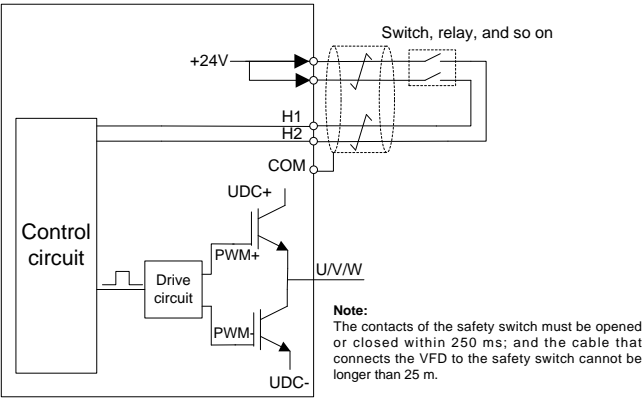 Switch, relay, and so on
+24V
H1
H2
COM
UDC+
Control
circuit
PWM+
Drive
circuit
U/V/W
PWM-
UDC-
Note:
The contacts of the safety switch must be opened
or closed within 250 ms; and the cable that
connects the VFD to the safety switch cannot be
longer than 25 m.